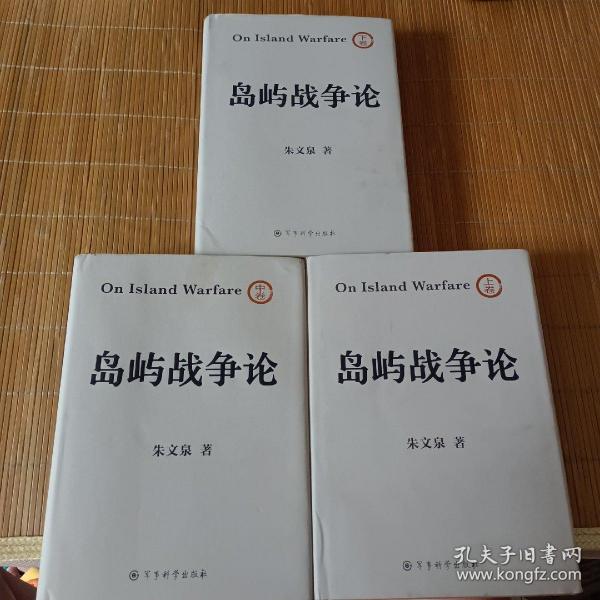 On Island Warfare 下卷
岛屿战争论
朱文泉 著
军事科学出版社
On Island Warfare 中卷
岛屿战争论
朱文泉 著
军事科学出版社
On Island Warfare 上卷
岛屿战争论
朱文泉 著
军事科学出版社
孔夫子旧书网
www.kongfz.com